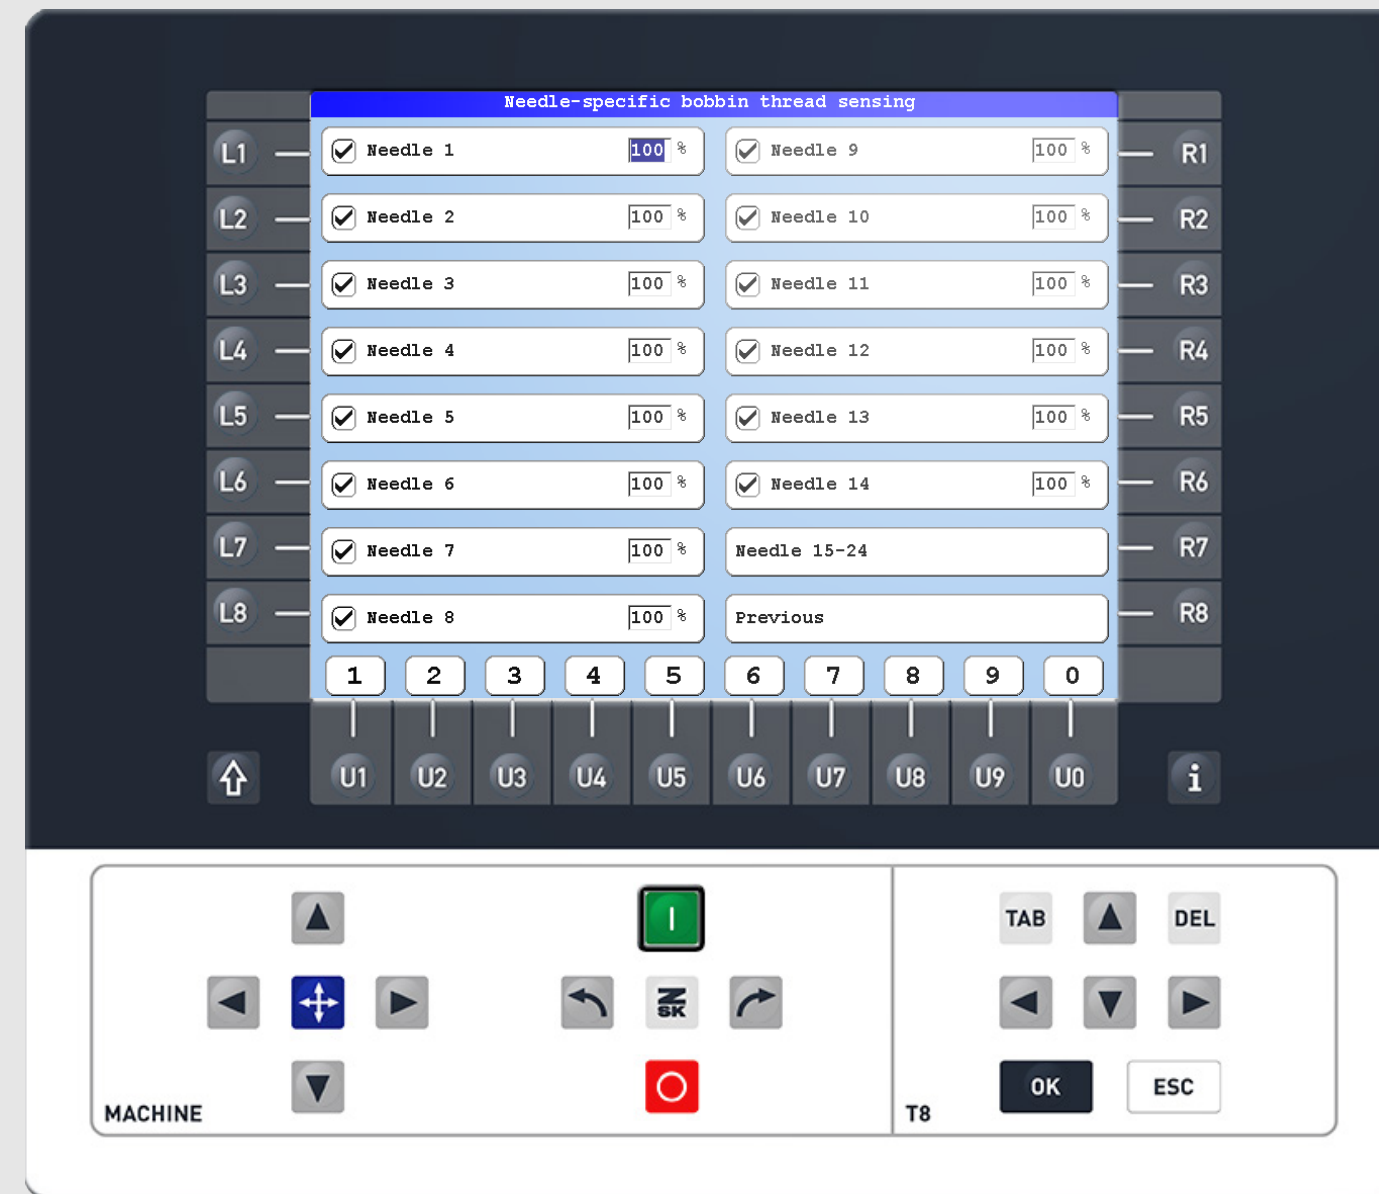 Needle-specific bobbin thread sensing
L1 Needle 1 100 % Needle 9 100 % R1
L2 Needle 2 100 % Needle 10 100 % R2
L3 Needle 3 100 % Needle 11 100 % R3
L4 Needle 4 100 % Needle 12 100 % R4
L5 Needle 5 100 % Needle 13 100 % R5
L6 Needle 6 100 % Needle 14 100 % R6
L7 Needle 7 100 % Needle 15-24 R7
L8 Needle 8 100 % Previous R8
1 2 3 4 5 6 7 8 9 0
U1 U2 U3 U4 U5 U6 U7 U8 U9 U0 i
I TAB DEL
ZSK
OK ESC
MACHINE T8